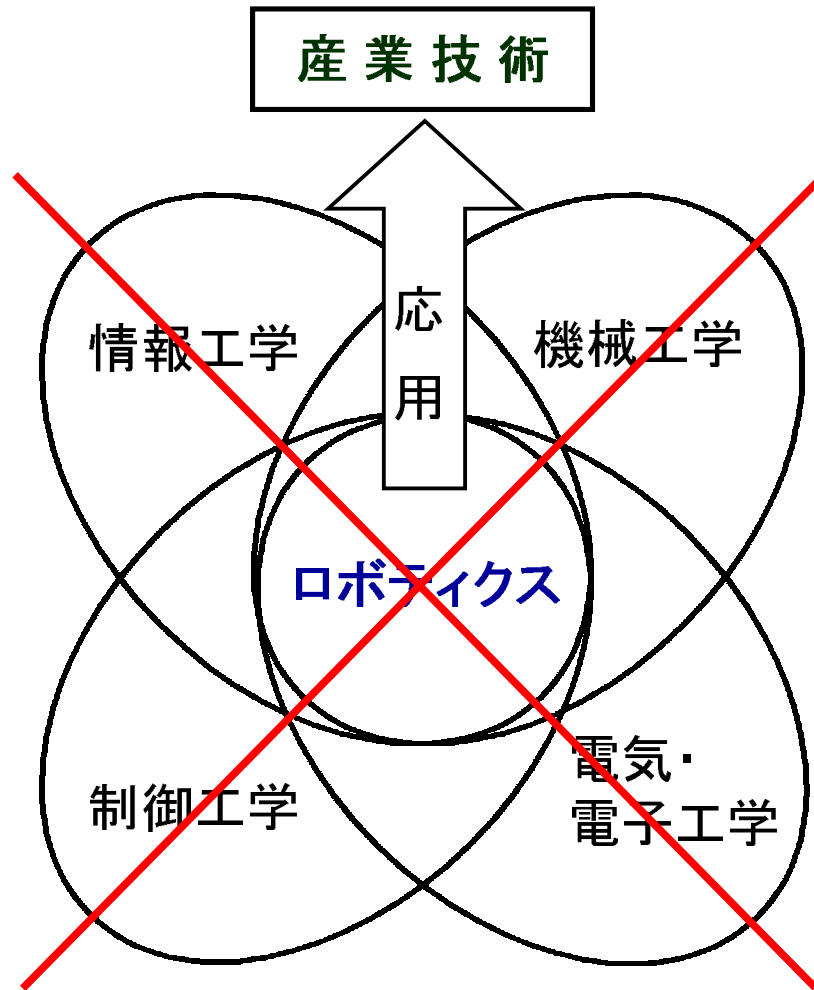 産業技術
応
用
情報工学
機械工学
ロボティクス
制御工学
電気・
電子工学